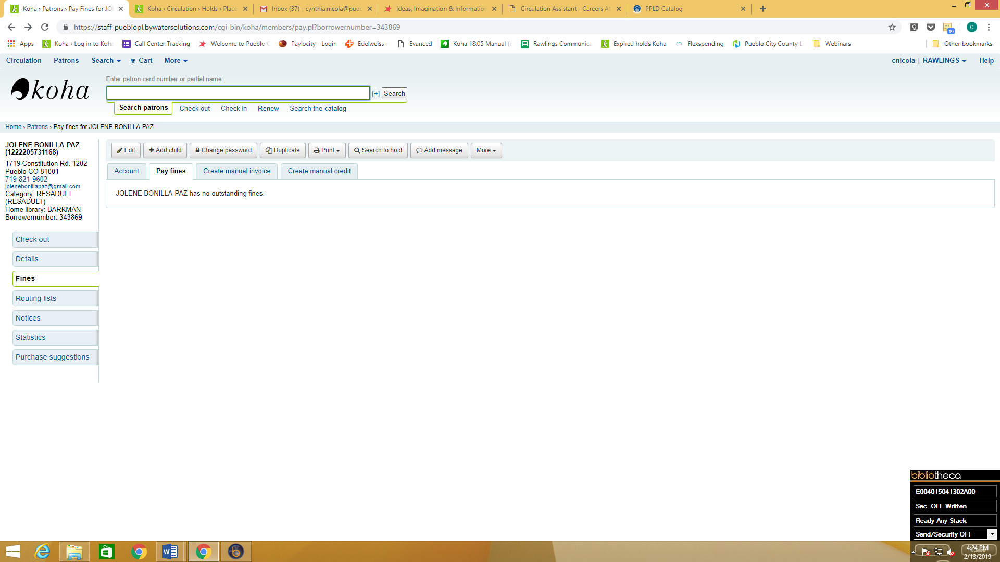 Koha › Patrons › Pay Fines for JOL
Koha › Circulation › Holds › Place
Inbox (37) - cynthia.nicola@pueb
Ideas, Imagination & Information
Circulation Assistant - Careers At
PPLD Catalog
https://staff-pueblopl.bywatersolutions.com/cgi-bin/koha/members/pay.pl?borrowernumber=343869
19
C
Apps
Koha › Log in to Koha
Call Center Tracking
Welcome to Pueblo C
Paylocity - Login
Edelweiss+
Evanced
Koha 18.05 Manual (e
Rawlings Communica
Expired holds Koha
Flexspending
Pueblo City County L
Webinars
Other bookmarks
Circulation Patrons Search Cart More
cnicola | RAWLINGS Help
koha
Enter patron card number or partial name:
[+] Search
Search patrons Check out Check in Renew Search the catalog
Home › Patrons › Pay fines for JOLENE BONILLA-PAZ
JOLENE BONILLA-PAZ
(1222205731168)
1719 Constitution Rd. 1202
Pueblo CO 81001
719-821-9602
jolenebonillapaz@gmail.com
Category: RESADULT
(RESADULT)
Home library: BARKMAN
Borrowernumber: 343869
Check out
Details
Fines
Routing lists
Notices
Statistics
Purchase suggestions
Edit Add child Change password Duplicate Print Search to hold Add message More
Account Pay fines Create manual invoice Create manual credit
JOLENE BONILLA-PAZ has no outstanding fines.
bibliotheca
E004015041302A00
Sec. OFF Written
Ready Any Stack
Send/Security OFF
4:24 PM
2/13/2019